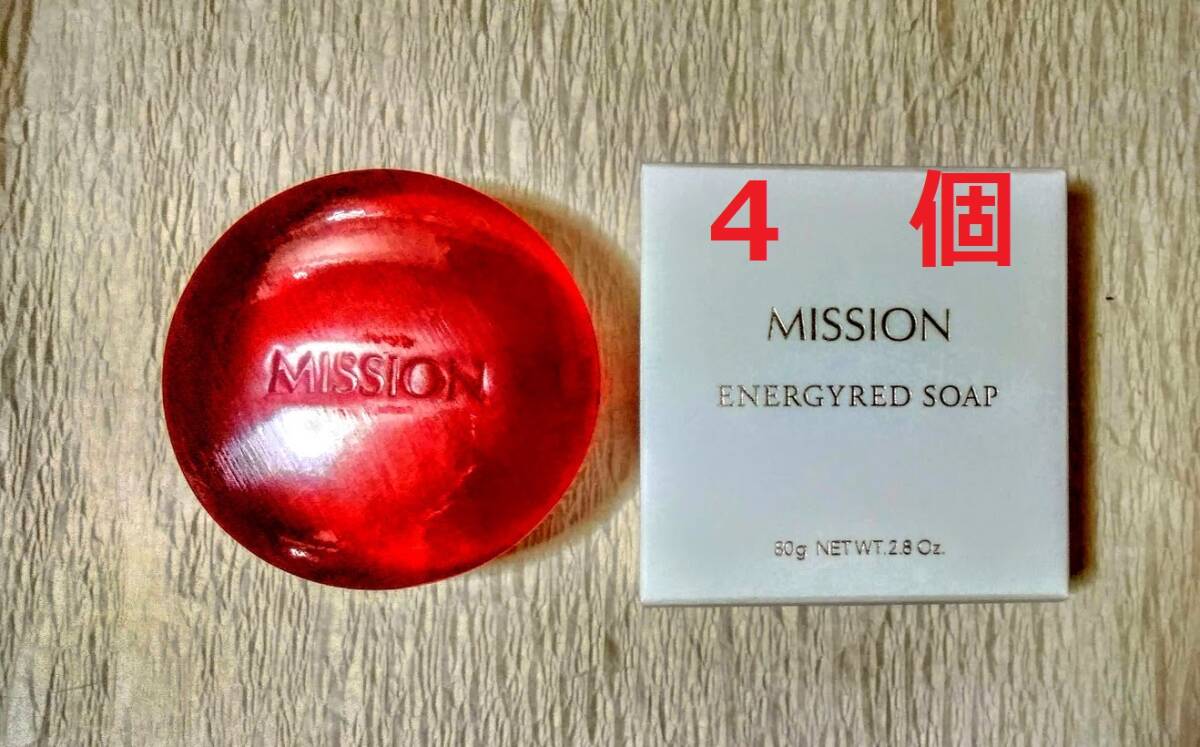 MISSION
４　個
MISSION
ENERGYRED SOAP
80g NET WT. 2.8 Oz.